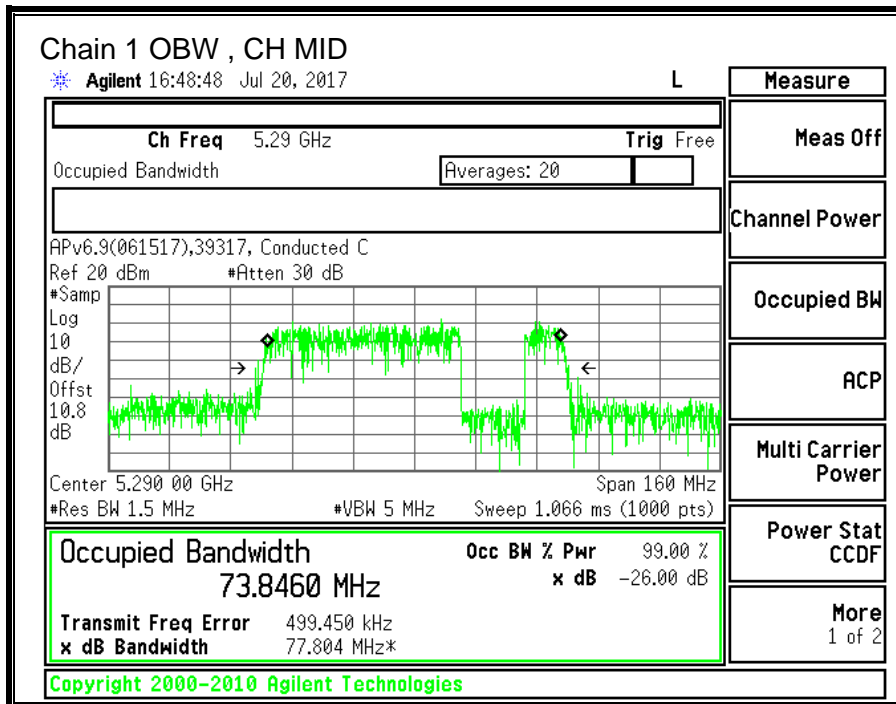 Chain 1 OBW , CH MID
Agilent 16:48:48 Jul 20, 2017 L
Measure
Ch Freq 5.29 GHz Trig Free
Occupied Bandwidth Averages: 20
APv6.9(061517),39317, Conducted C
Ref 20 dBm #Atten 30 dB
#Samp
Log
10
dB/
Offst
10.8
dB
Center 5.290 00 GHz Span 160 MHz
#Res BW 1.5 MHz #VBW 5 MHz Sweep 1.066 ms (1000 pts)
Occupied Bandwidth Occ BW % Pwr 99.00 %
73.8460 MHz x dB -26.00 dB
Transmit Freq Error 499.450 kHz
x dB Bandwidth 77.804 MHz*
Meas Off
Channel Power
Occupied BW
ACP
Multi Carrier
Power
Power Stat
CCDF
More
1 of 2
Copyright 2000-2010 Agilent Technologies